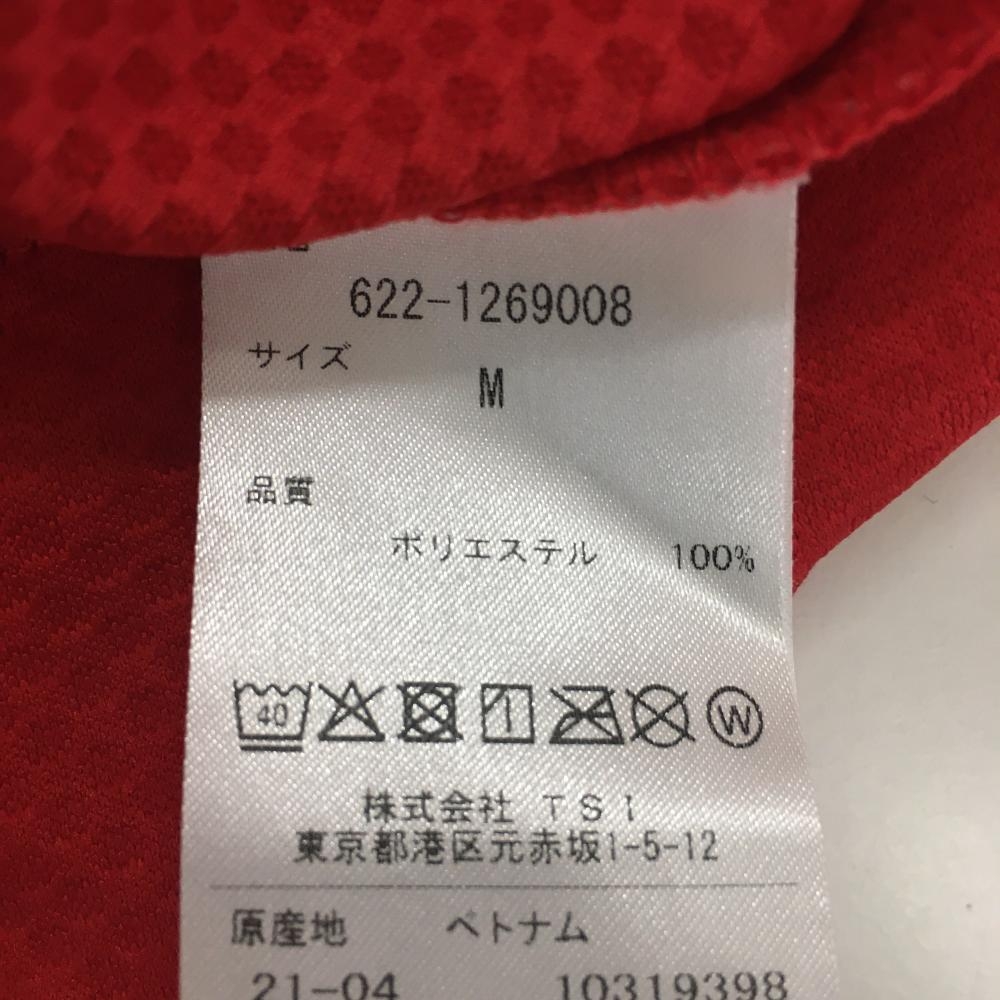 622-1269008
サイズ
M
品質
ポリエステル 100%
40 W
株式会社 TSI
東京都港区元赤坂1-5-12
原産地 ベトナム
21-04 10319398